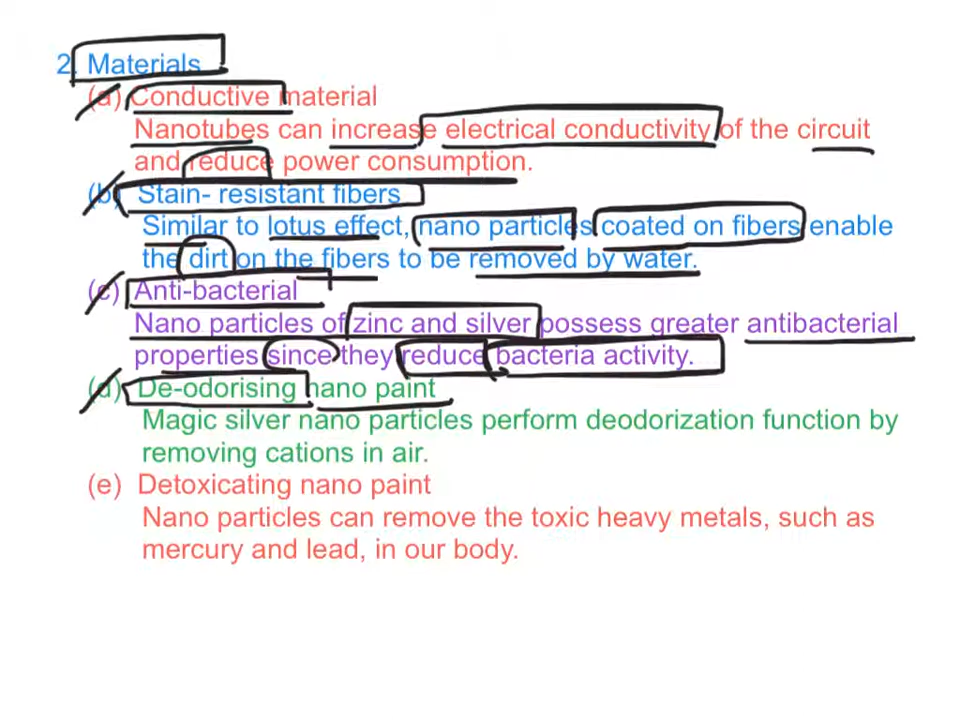 2. Materials
(a) Conductive material
Nanotubes can increase electrical conductivity of the circuit
and reduce power consumption.
(b) Stain- resistant fibers
Similar to lotus effect, nano particles coated on fibers enable
the dirt on the fibers to be removed by water.
(c) Anti-bacterial
Nano particles of zinc and silver possess greater antibacterial
properties since they reduce bacteria activity.
(d) De-odorising nano paint
Magic silver nano particles perform deodorization function by
removing cations in air.
(e) Detoxicating nano paint
Nano particles can remove the toxic heavy metals, such as
mercury and lead, in our body.